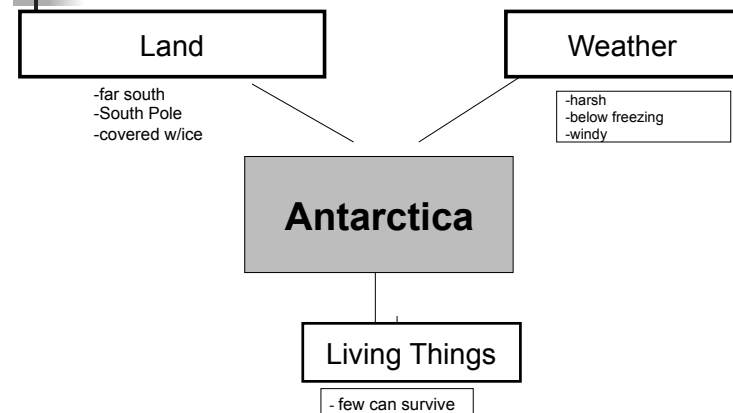 Land
-far south
-South Pole
-covered w/ice
Weather
-harsh
-below freezing
-windy
Antarctica
Living Things
- few can survive